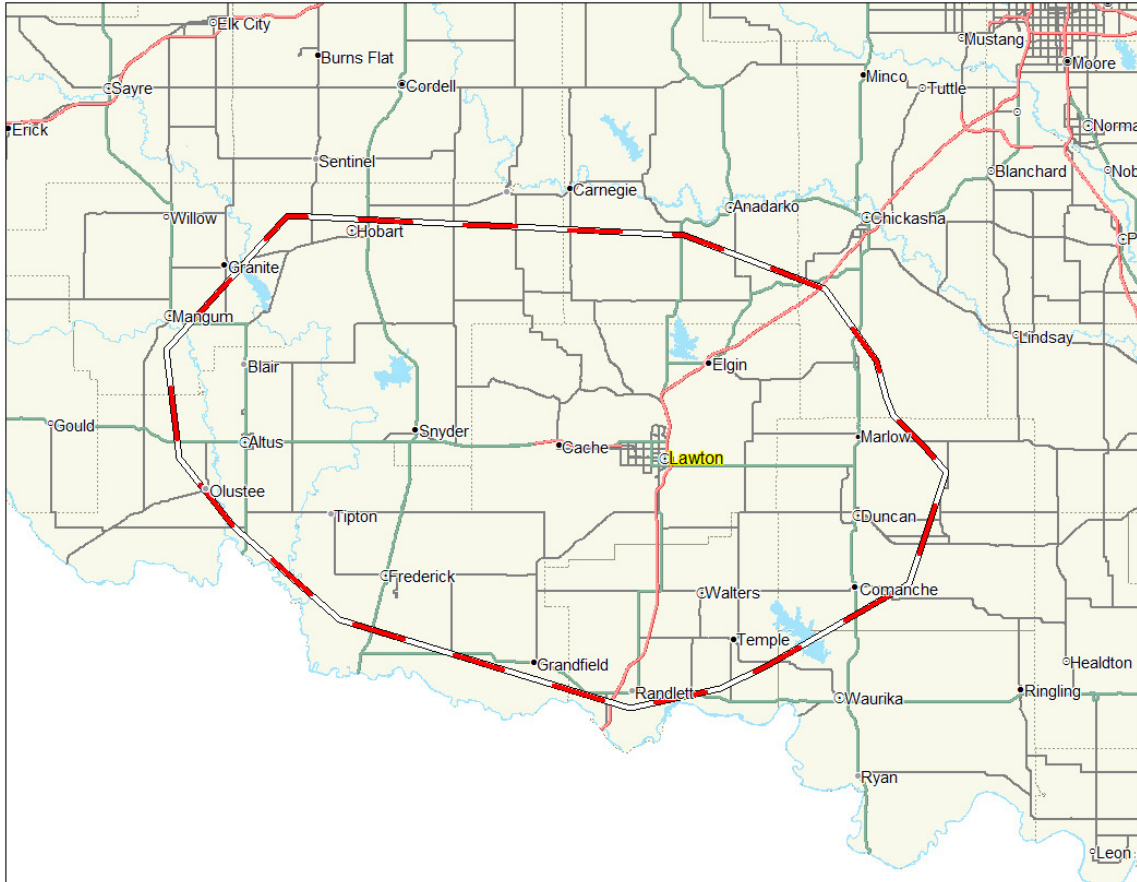 Elk City
Mustang
Burns Flat
Moore
Minco
Sayre
Cordell
Tuttle
Erick
Norma
Sentinel
Blanchard
Nob
Carnegie
Willow
Anadarko
Chickasha
Hobart
P
Granite
Mangum
Lindsay
Blair
Elgin
Gould
Snyder
Marlow
Altus
Cache
Lawton
Olustee
Tipton
Duncan
Frederick
Comanche
Walters
Temple
Grandfield
Healdton
Randlett
Waurika
Ringling
Ryan
Leon